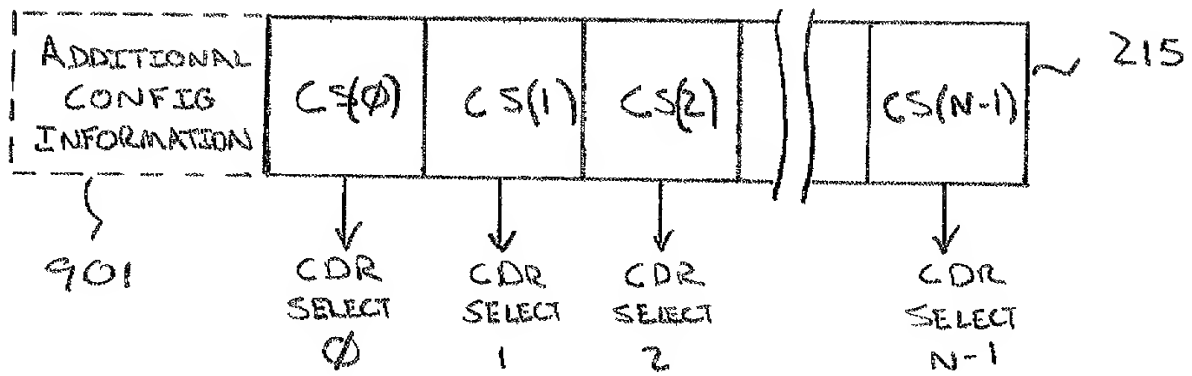 ADDITIONAL
CONFIG
INFORMATION
CS(Ø)
CS(1)
CS(2)
CS(N-1)
215
901
CDR
SELECT
Ø
CDR
SELECT
1
CDR
SELECT
2
CDR
SELECT
N-1